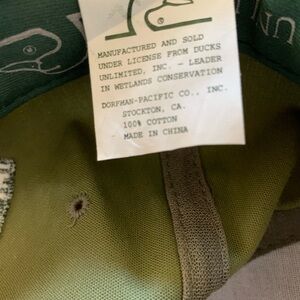 MANUFACTURED AND SOLD
UNDER LICENSE FROM DUCKS
UNLIMITED, INC. - LEADER
IN WETLANDS CONSERVATION
DORFMAN-PACIFIC CO., INC.
STOCKTON, CA.
100% COTTON
MADE IN CHINA